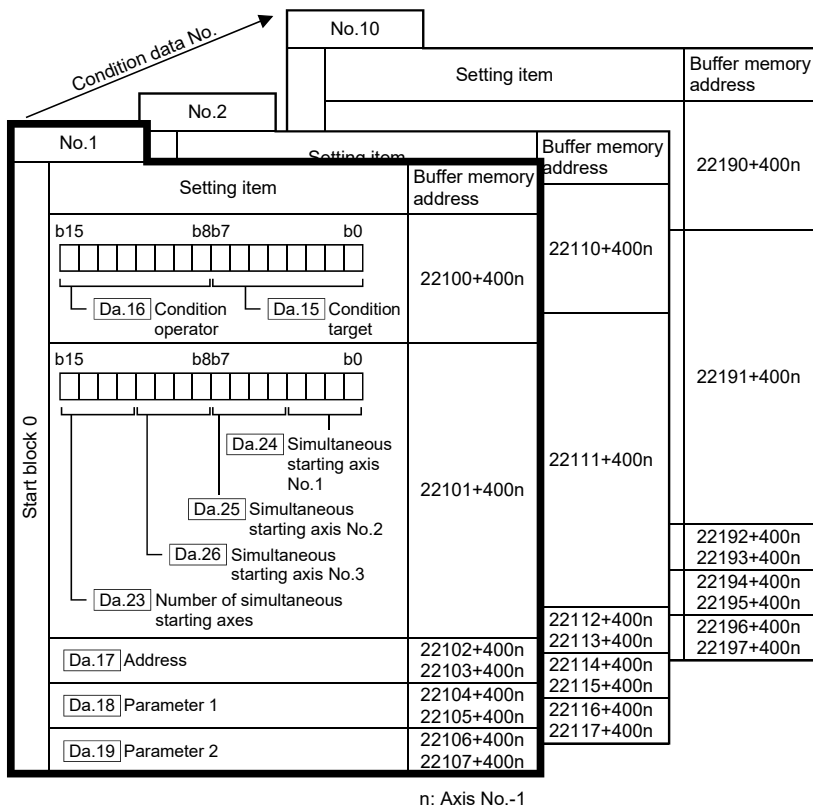 Condition data No.
No.10
Setting item
Buffer memory
address
22190+400n
22191+400n
22192+400n
22193+400n
22194+400n
22195+400n
22196+400n
22197+400n
No.2
Setting item
Buffer memory
address
22110+400n
22111+400n
22112+400n
22113+400n
22114+400n
22115+400n
22116+400n
22117+400n
No.1
Start block 0
Setting item
Buffer memory
address
b15 b8b7 b0
Da.16 Condition
operator
Da.15 Condition
target
22100+400n
b15 b8b7 b0
Da.24 Simultaneous
starting axis
No.1
Da.25 Simultaneous
starting axis No.2
Da.26 Simultaneous
starting axis No.3
Da.23 Number of simultaneous
starting axes
22101+400n
Da.17 Address
22102+400n
22103+400n
Da.18 Parameter 1
22104+400n
22105+400n
Da.19 Parameter 2
22106+400n
22107+400n
n: Axis No.-1